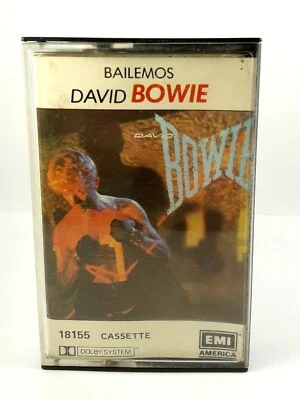 BAILEMOS
DAVID BOWIE
DAVID
BOWIE
18155 CASSETTE
DOLBY SYSTEM
EMI
AMERICA